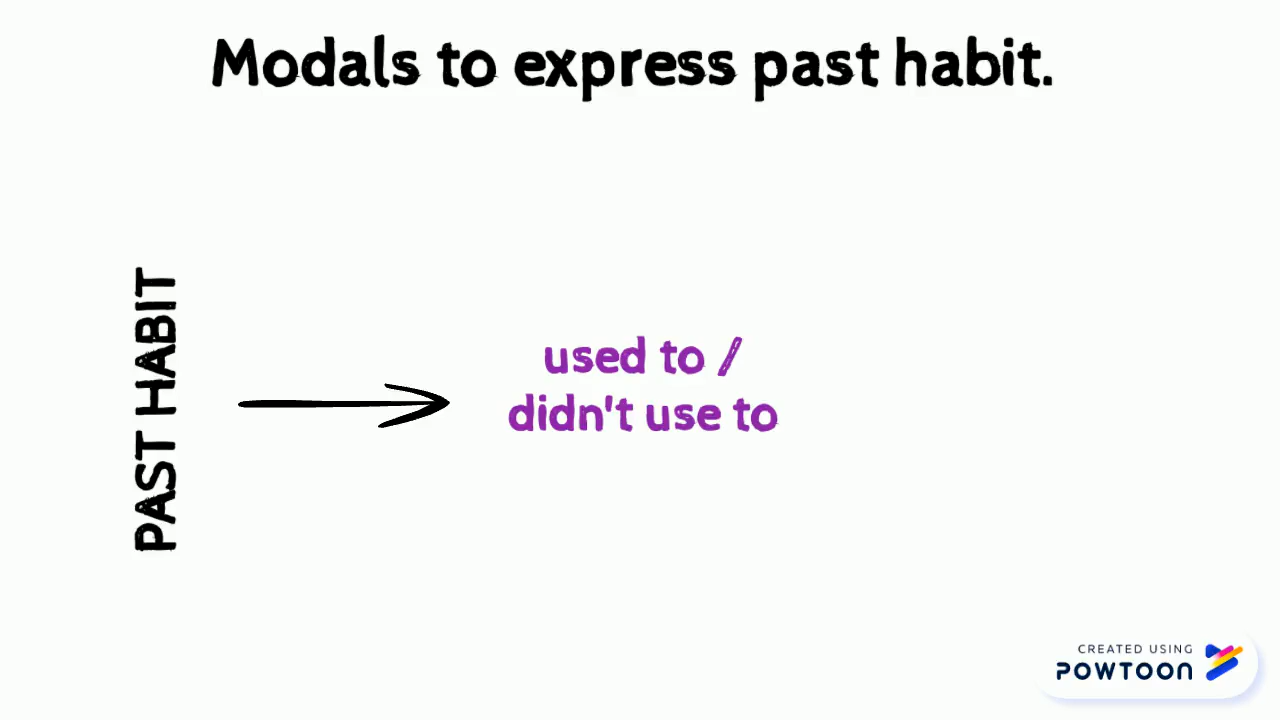 Modals to express past habit.
PAST HABIT
used to /
didn't use to
CREATED USING
POWTOON